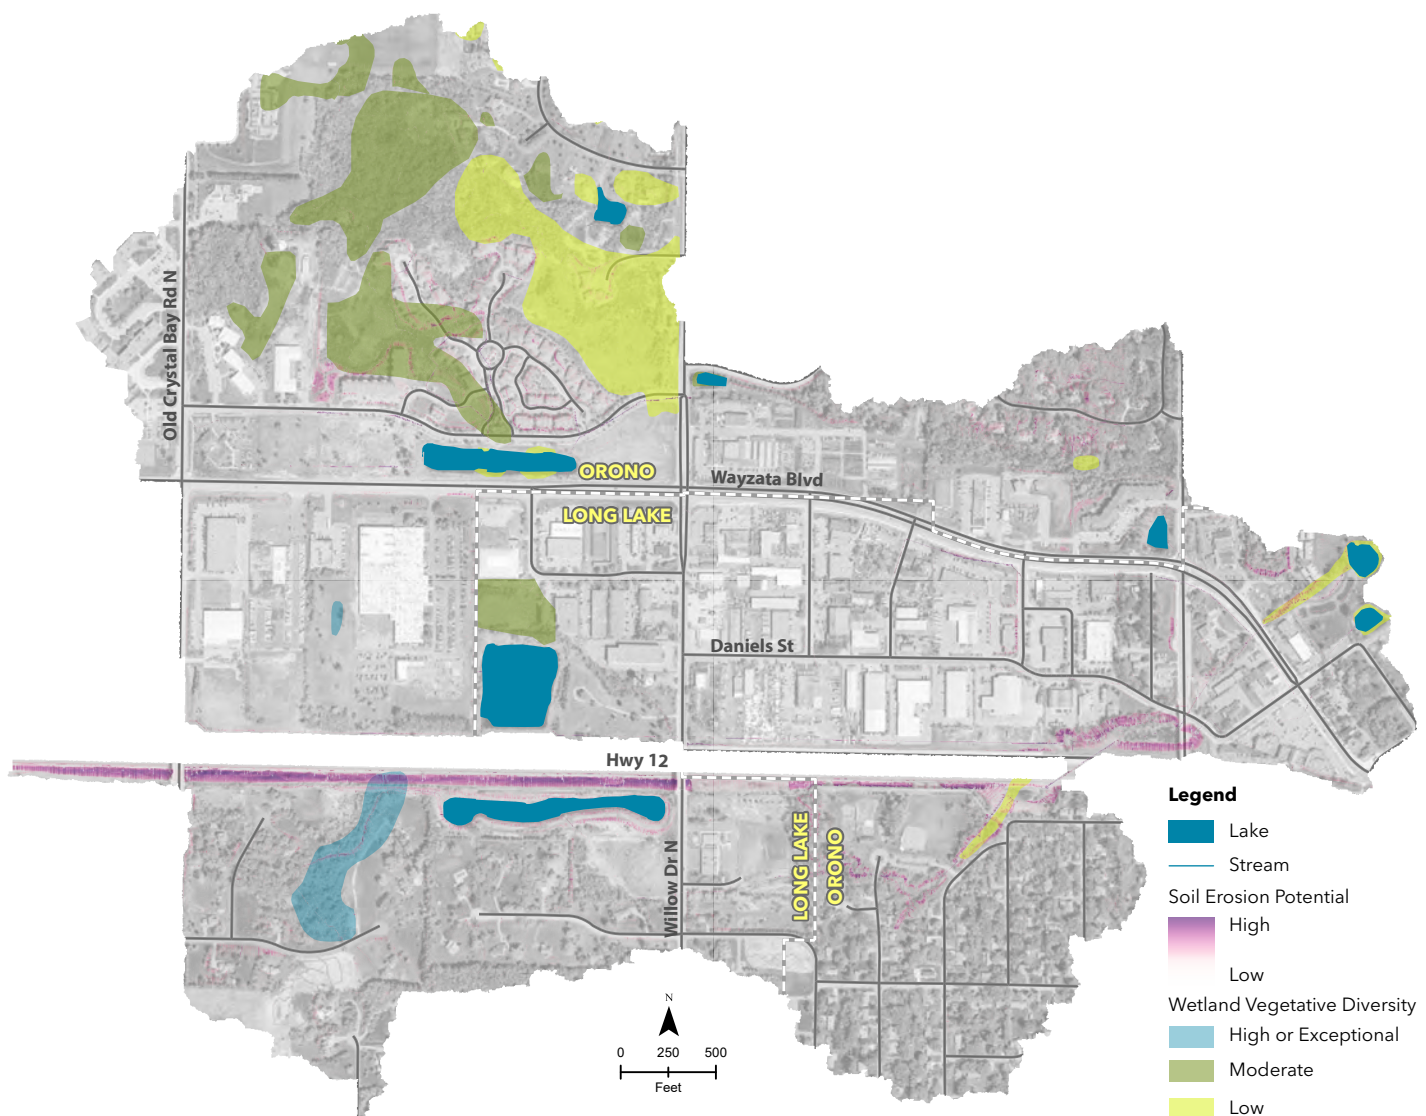 Old Crystal Bay Rd N
ORONO
Wayzata Blvd
LONG LAKE
Daniels St
Hwy 12
Willow Dr N
LONG LAKE
ORONO
N
0 250 500
Feet
Legend
Lake
Stream
Soil Erosion Potential
High
Low
Wetland Vegetative Diversity
High or Exceptional
Moderate
Low